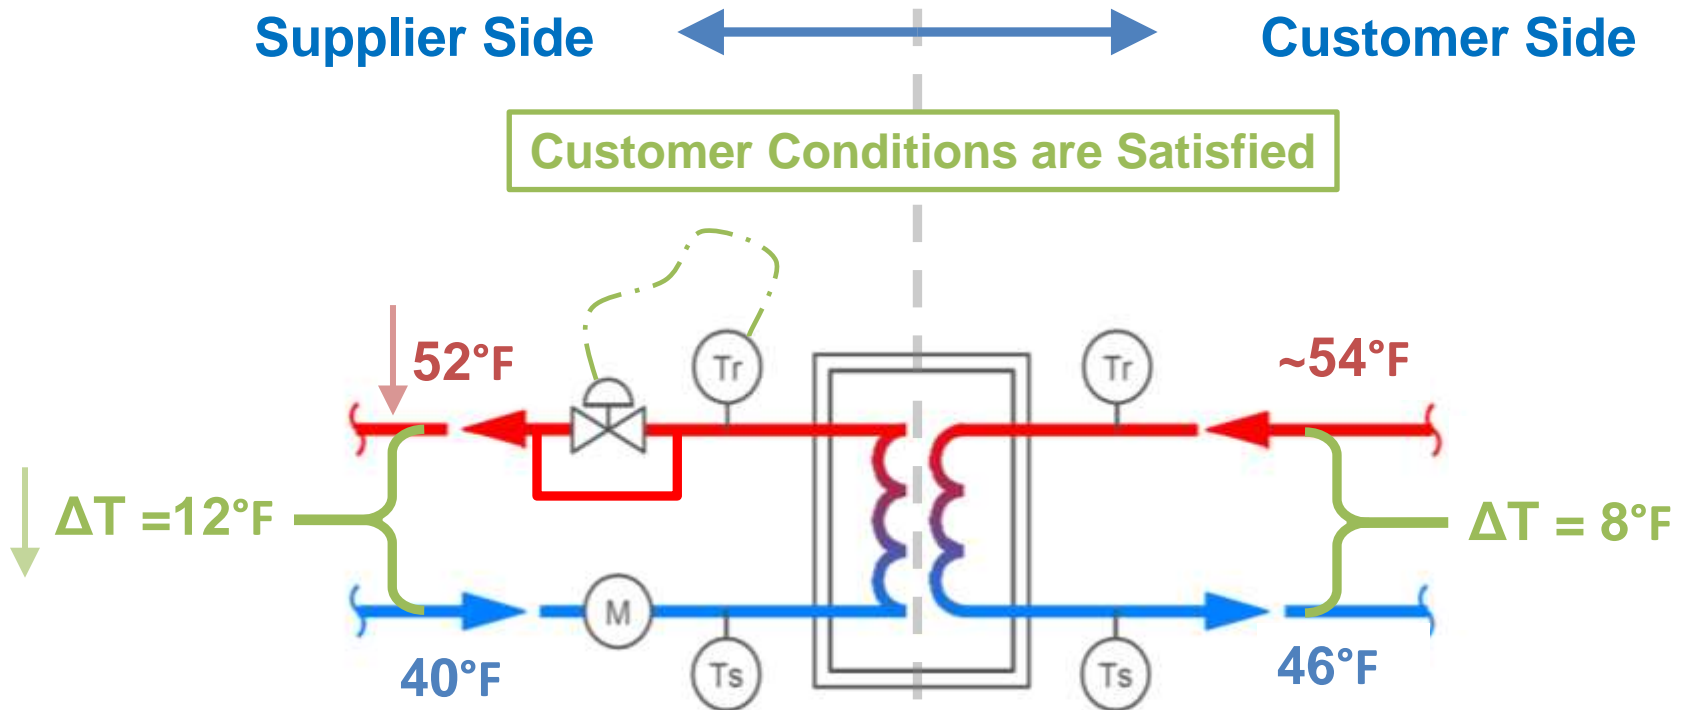 Supplier Side
Customer Side
Customer Conditions are Satisfied
52°F
Tr
Tr
~54°F
ΔT =12°F
ΔT = 8°F
M
40°F
Ts
Ts
46°F